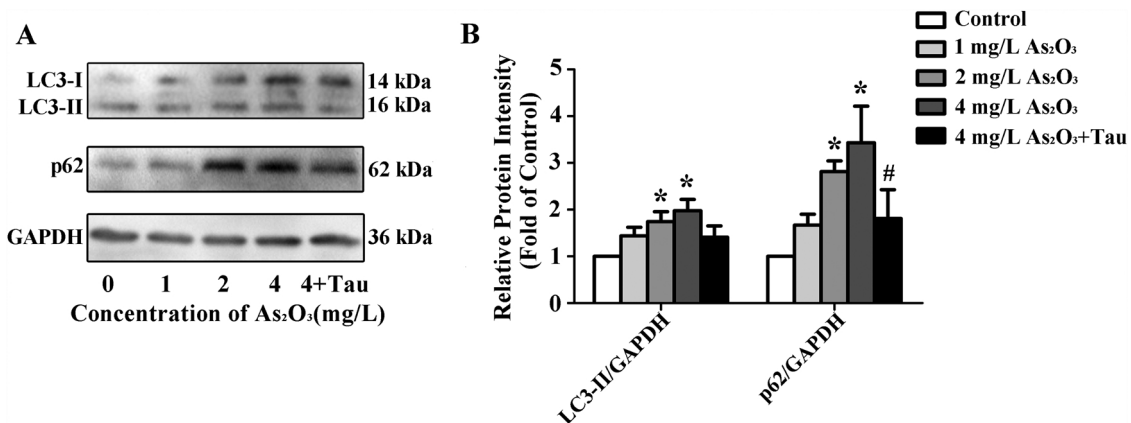 A
LC3-I
14 kDa
LC3-II
16 kDa
p62
62 kDa
GAPDH
36 kDa
0 1 2 4 4+Tau
Concentration of As₂O₃(mg/L)
B
Relative Protein Intensity
(Fold of Control)
5
4
3
2
1
0
* *
* * #
LC3-II/GAPDH
p62/GAPDH
Control
1 mg/L As₂O₃
2 mg/L As₂O₃
4 mg/L As₂O₃
4 mg/L As₂O₃+Tau